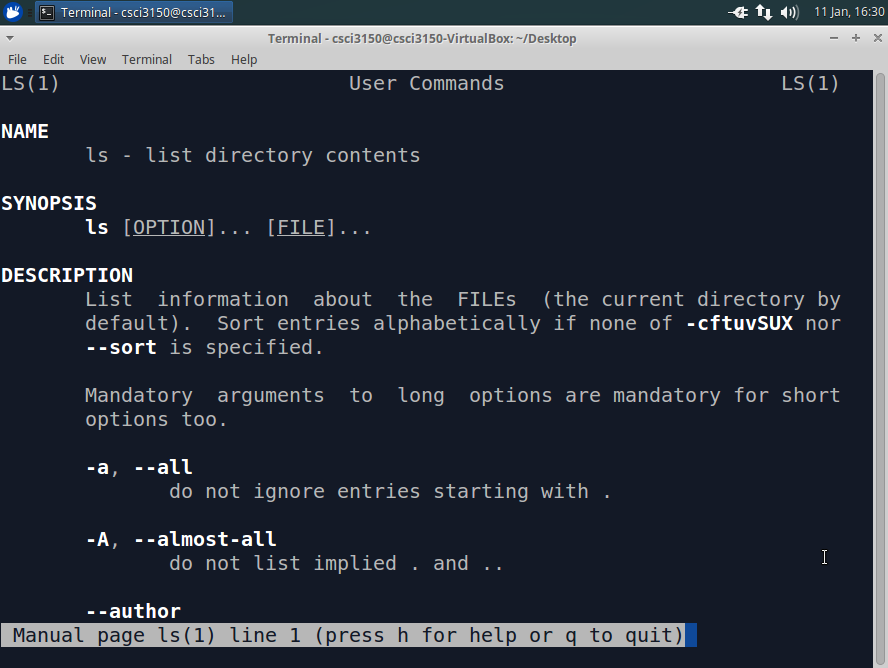 Terminal - csci3150@csci31...
11 Jan, 16:30
Terminal - csci3150@csci3150-VirtualBox: ~/Desktop
File Edit View Terminal Tabs Help
LS(1) User Commands LS(1)
NAME
ls - list directory contents
SYNOPSIS
ls [OPTION]... [FILE]...
DESCRIPTION
List information about the FILEs (the current directory by
default). Sort entries alphabetically if none of -cftuvSUX nor
--sort is specified.
Mandatory arguments to long options are mandatory for short
options too.
-a, --all
do not ignore entries starting with .
-A, --almost-all
do not list implied . and ..
--author
Manual page ls(1) line 1 (press h for help or q to quit)